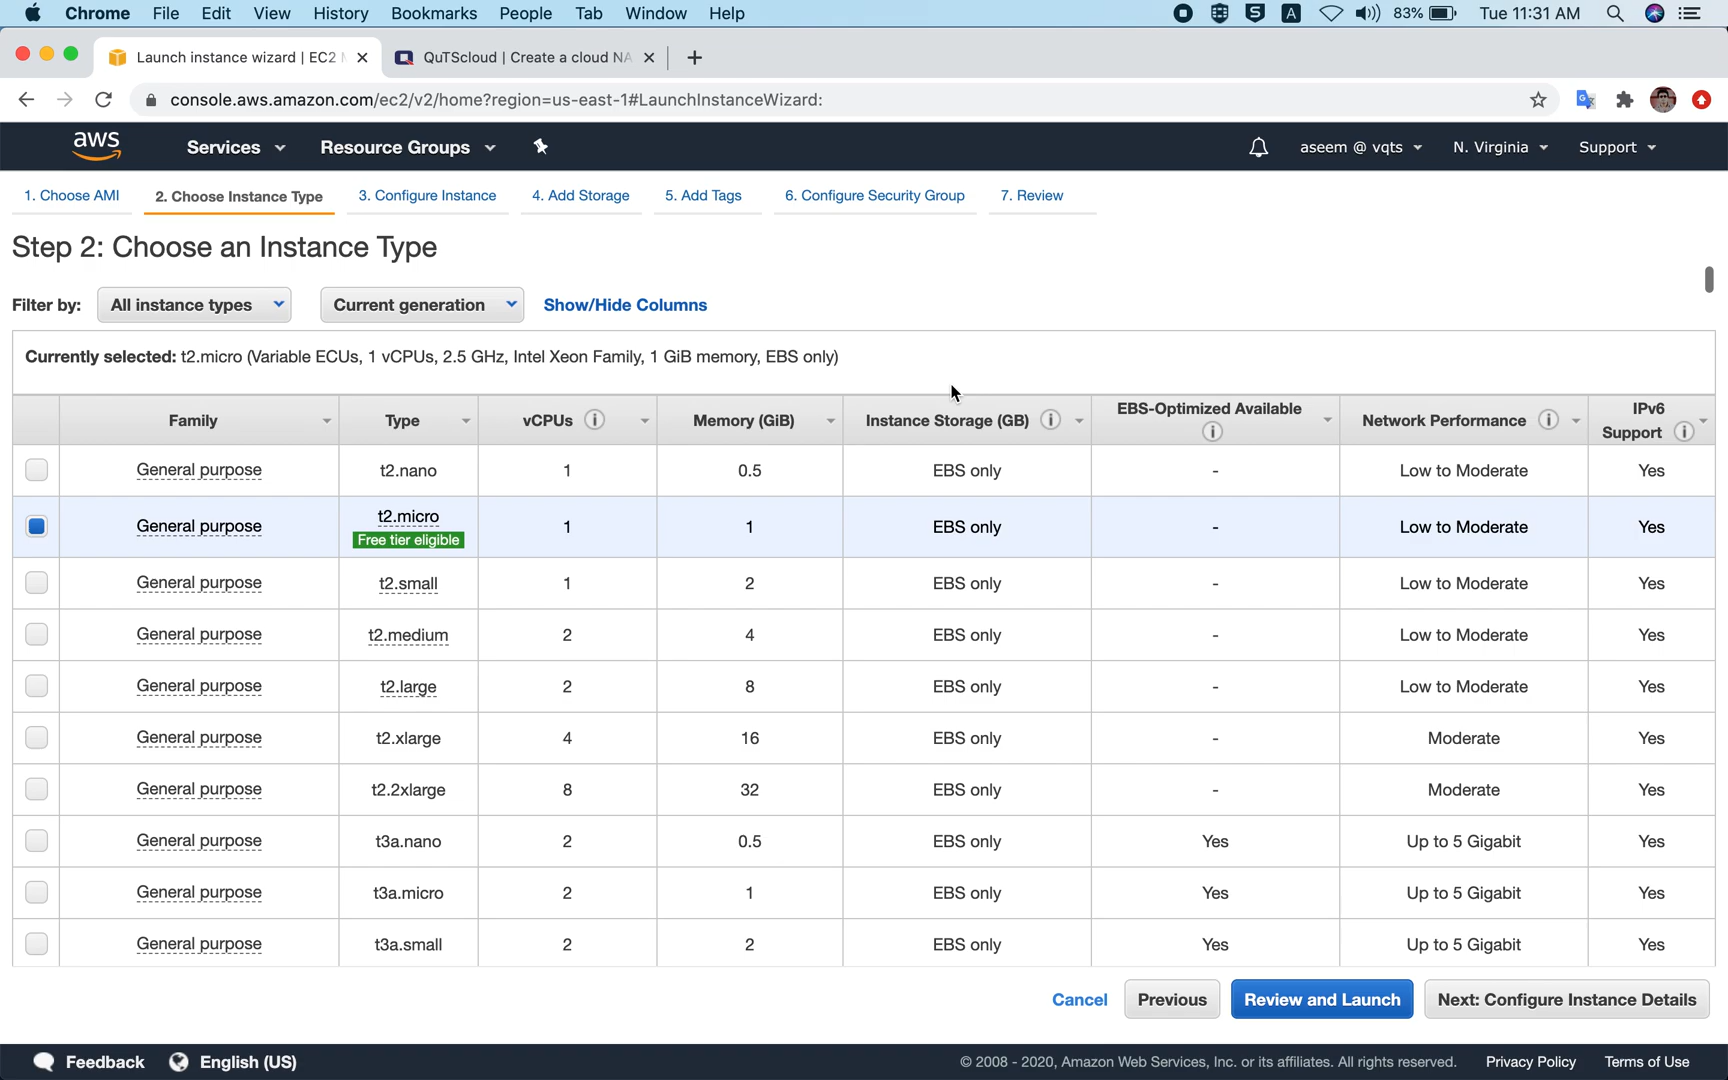 Chrome File Edit View History Bookmarks People Tab Window Help S A 83% Tue 11:31 AM
Launch instance wizard | EC2 QuTScloud | Create a cloud NA
console.aws.amazon.com/ec2/v2/home?region=us-east-1#LaunchInstanceWizard:
aws Services Resource Groups aseem @ vqts N. Virginia Support
1. Choose AMI 2. Choose Instance Type 3. Configure Instance 4. Add Storage 5. Add Tags 6. Configure Security Group 7. Review
Step 2: Choose an Instance Type
Filter by: All instance types Current generation Show/Hide Columns
Currently selected: t2.micro (Variable ECUs, 1 vCPUs, 2.5 GHz, Intel Xeon Family, 1 GiB memory, EBS only)
Family Type vCPUs i Memory (GiB) Instance Storage (GB) i EBS-Optimized Available i Network Performance i IPv6 Support i
General purpose t2.nano 1 0.5 EBS only - Low to Moderate Yes
General purpose t2.micro Free tier eligible 1 1 EBS only - Low to Moderate Yes
General purpose t2.small 1 2 EBS only - Low to Moderate Yes
General purpose t2.medium 2 4 EBS only - Low to Moderate Yes
General purpose t2.large 2 8 EBS only - Low to Moderate Yes
General purpose t2.xlarge 4 16 EBS only - Moderate Yes
General purpose t2.2xlarge 8 32 EBS only - Moderate Yes
General purpose t3a.nano 2 0.5 EBS only Yes Up to 5 Gigabit Yes
General purpose t3a.micro 2 1 EBS only Yes Up to 5 Gigabit Yes
General purpose t3a.small 2 2 EBS only Yes Up to 5 Gigabit Yes
Cancel Previous Review and Launch Next: Configure Instance Details
Feedback English (US) © 2008 - 2020, Amazon Web Services, Inc. or its affiliates. All rights reserved. Privacy Policy Terms of Use